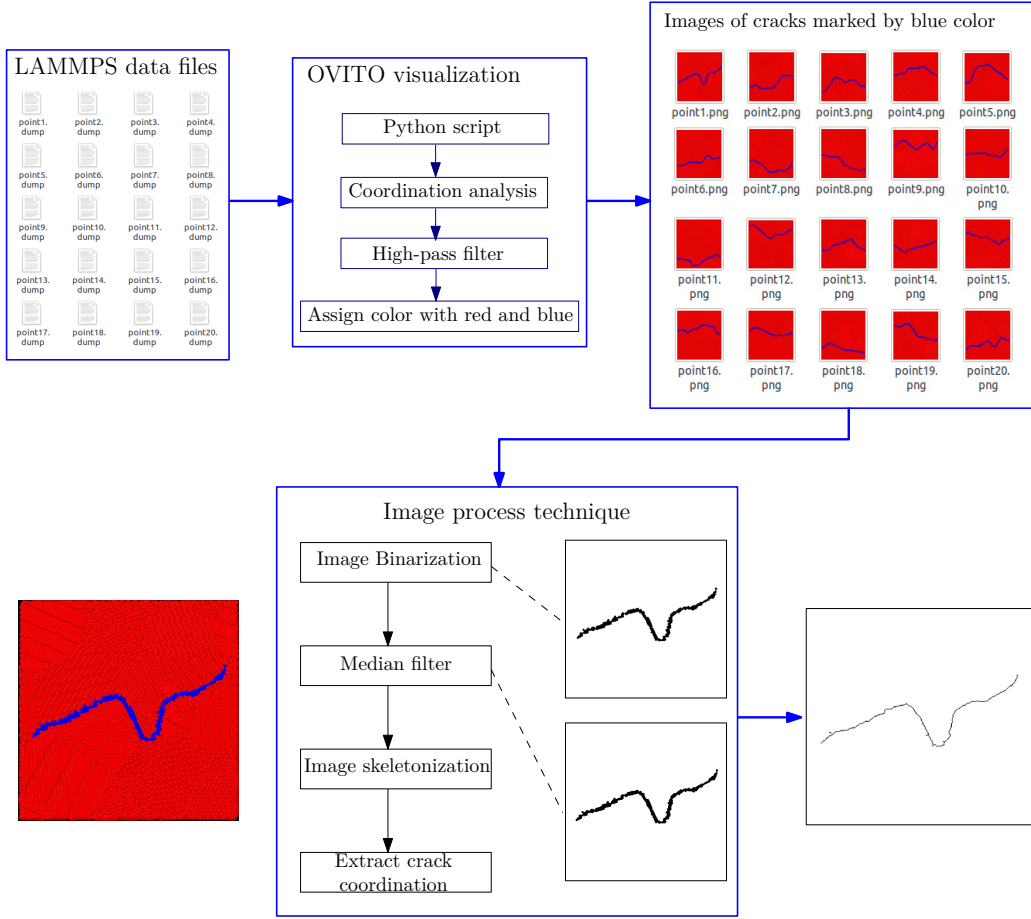 LAMMPS data files
point1.
dump
point2.
dump
point3.
dump
point4.
dump
point5.
dump
point6.
dump
point7.
dump
point8.
dump
point9.
dump
point10.
dump
point11.
dump
point12.
dump
point13.
dump
point14.
dump
point15.
dump
point16.
dump
point17.
dump
point18.
dump
point19.
dump
point20.
dump
OVITO visualization
Python script
Coordination analysis
High-pass filter
Assign color with red and blue
Images of cracks marked by blue color
point1.png
point2.png
point3.png
point4.png
point5.png
point6.png
point7.png
point8.png
point9.png
point10.
png
point11.
png
point12.
png
point13.
png
point14.
png
point15.
png
point16.
png
point17.
png
point18.
png
point19.
png
point20.
png
Image process technique
Image Binarization
Median filter
Image skeletonization
Extract crack
coordination